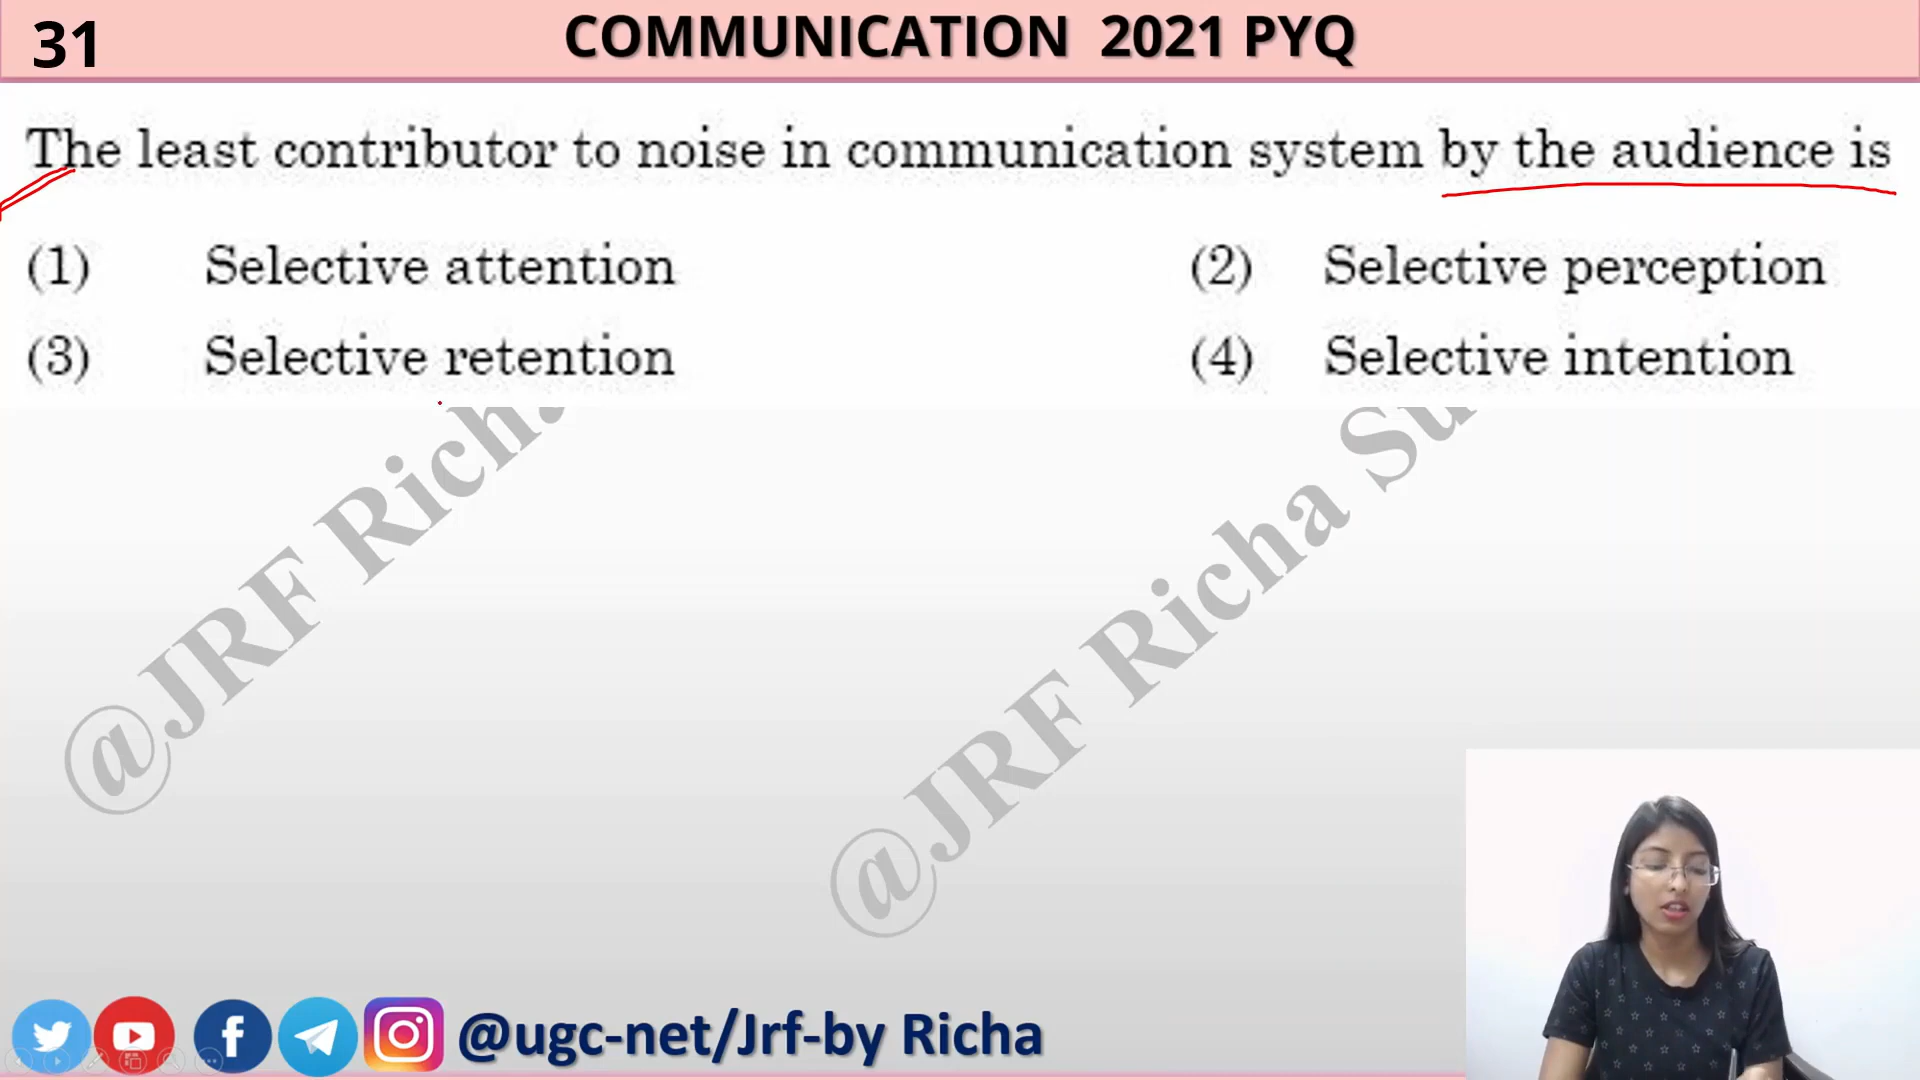 31
COMMUNICATION 2021 PYQ
The least contributor to noise in communication system by the audience is
(1) Selective attention
(2) Selective perception
(3) Selective retention
(4) Selective intention
@JRF Rich
@JRF Richa Su
@ugc-net/Jrf-by Richa